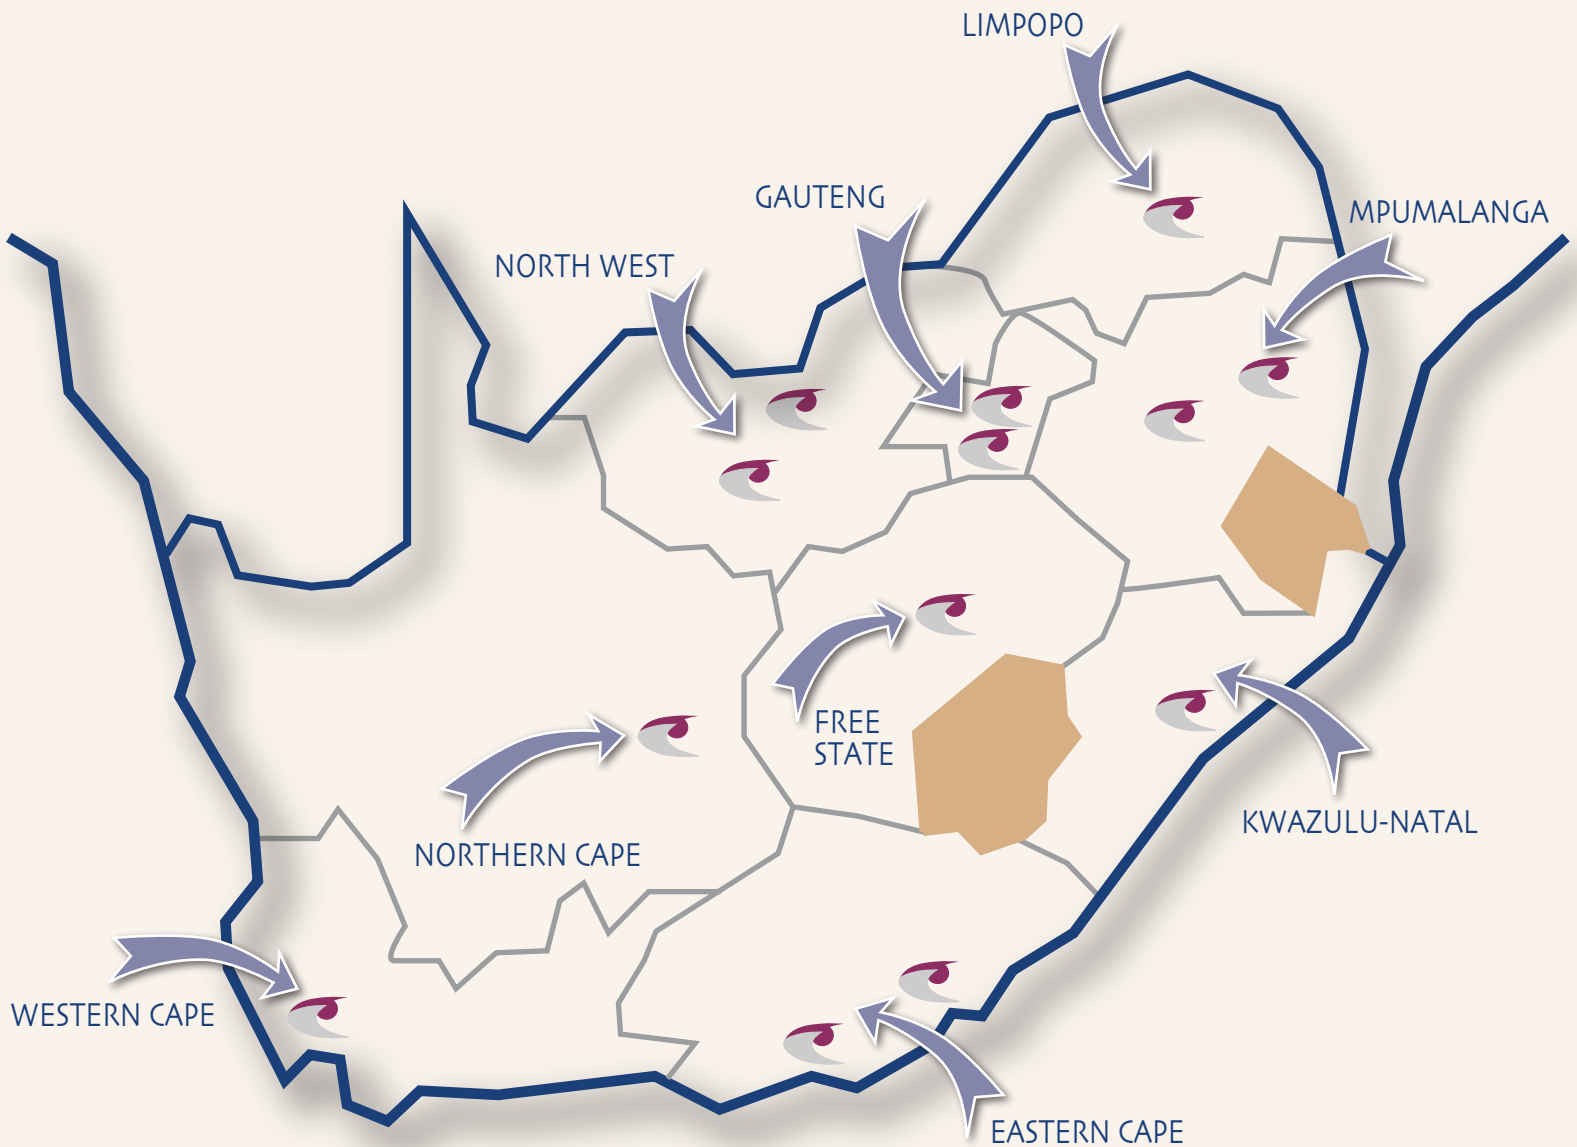 LIMPOPO
GAUTENG
MPUMALANGA
NORTH WEST
FREE
STATE
KWAZULU-NATAL
NORTHERN CAPE
WESTERN CAPE
EASTERN CAPE